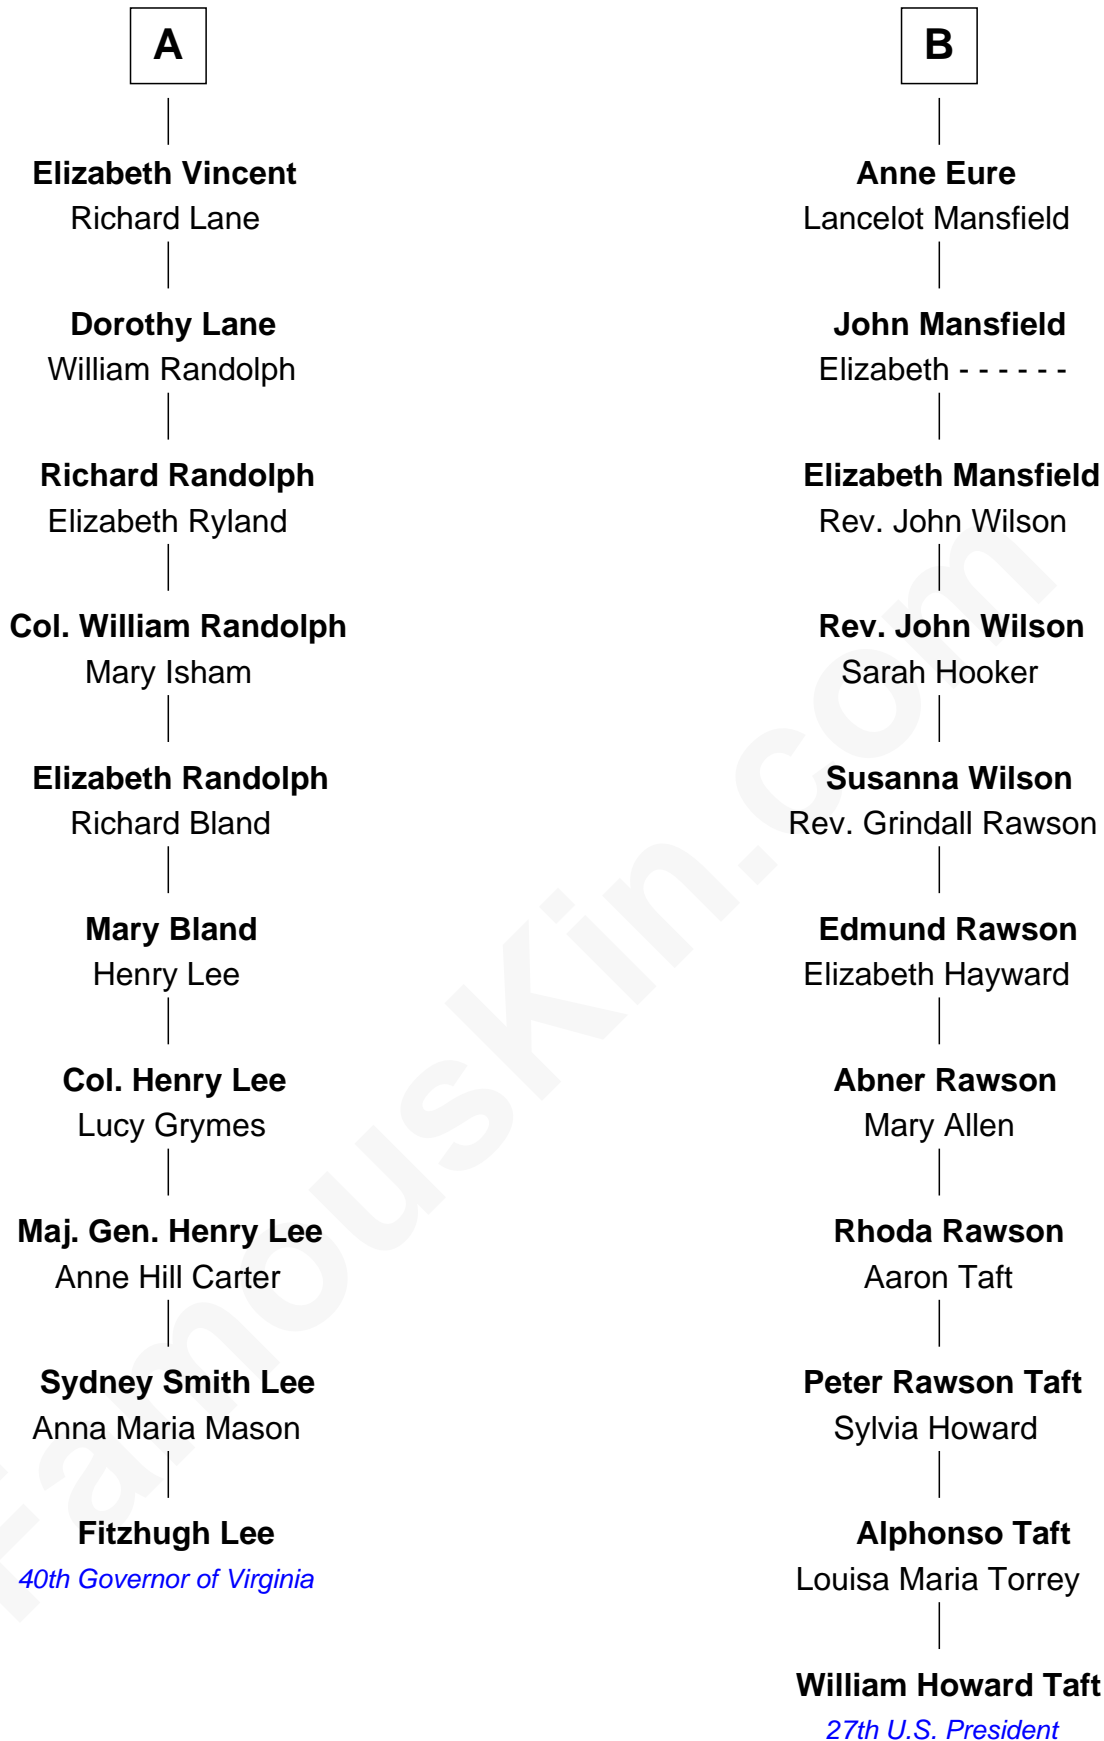 A
Elizabeth Vincent
Richard Lane
Dorothy Lane
William Randolph
Richard Randolph
Elizabeth Ryland
Col. William Randolph
Mary Isham
Elizabeth Randolph
Richard Bland
Mary Bland
Henry Lee
Col. Henry Lee
Lucy Grymes
Maj. Gen. Henry Lee
Anne Hill Carter
Sydney Smith Lee
Anna Maria Mason
Fitzhugh Lee
40th Governor of Virginia
B
Anne Eure
Lancelot Mansfield
John Mansfield
Elizabeth - - - - - -
Elizabeth Mansfield
Rev. John Wilson
Rev. John Wilson
Sarah Hooker
Susanna Wilson
Rev. Grindall Rawson
Edmund Rawson
Elizabeth Hayward
Abner Rawson
Mary Allen
Rhoda Rawson
Aaron Taft
Peter Rawson Taft
Sylvia Howard
Alphonso Taft
Louisa Maria Torrey
William Howard Taft
27th U.S. President
FamousKin.com